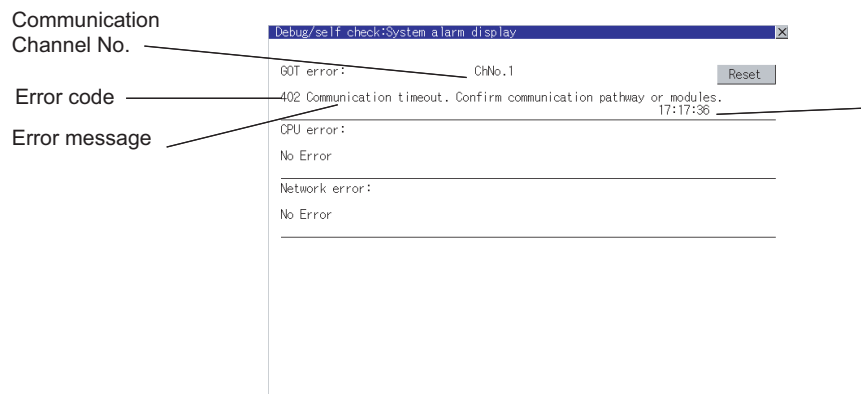 Communication
Channel No.
Error code
Error message
Debug/self check:System alarm display
GOT error: ChNo.1 Reset
402 Communication timeout. Confirm communication pathway or modules.
17:17:36
CPU error:
No Error
Network error:
No Error